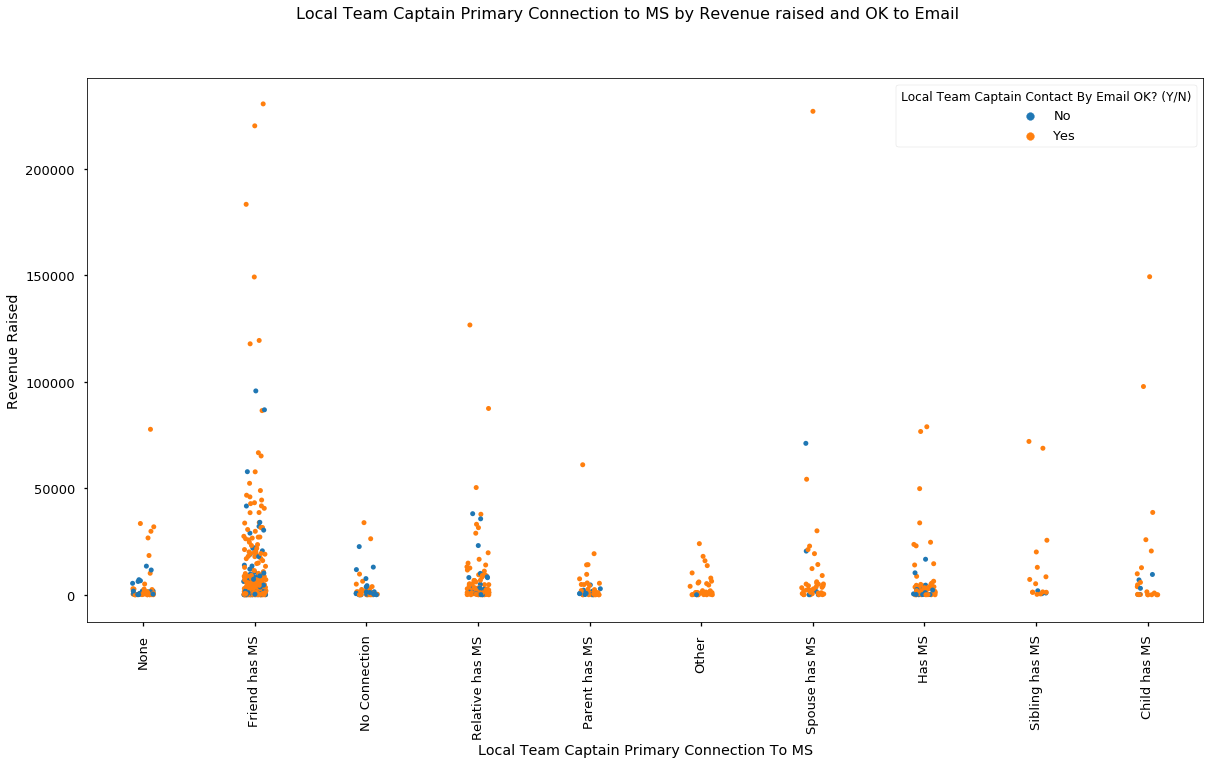 Local Team Captain Primary Connection to MS by Revenue raised and OK to Email
Local Team Captain Contact By Email OK? (Y/N)
No
Yes
Revenue Raised
200000
150000
100000
50000
0
None
Friend has MS
No Connection
Relative has MS
Parent has MS
Other
Spouse has MS
Has MS
Sibling has MS
Child has MS
Local Team Captain Primary Connection To MS